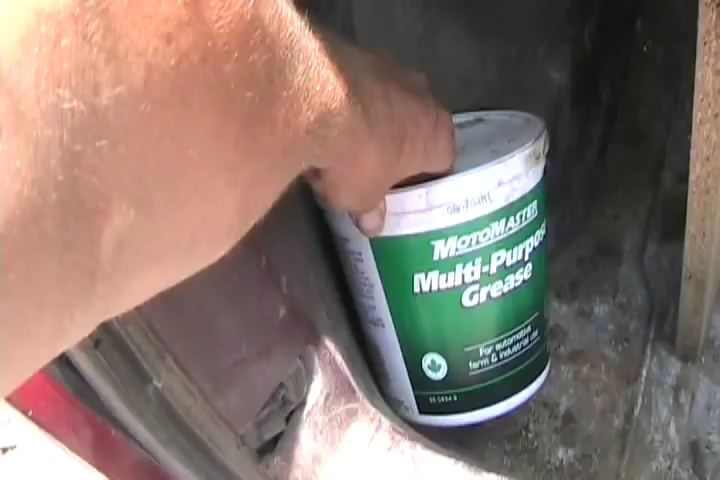 MOTOMASTER
Multi-Purpose
Grease
For automotive
farm & industrial use